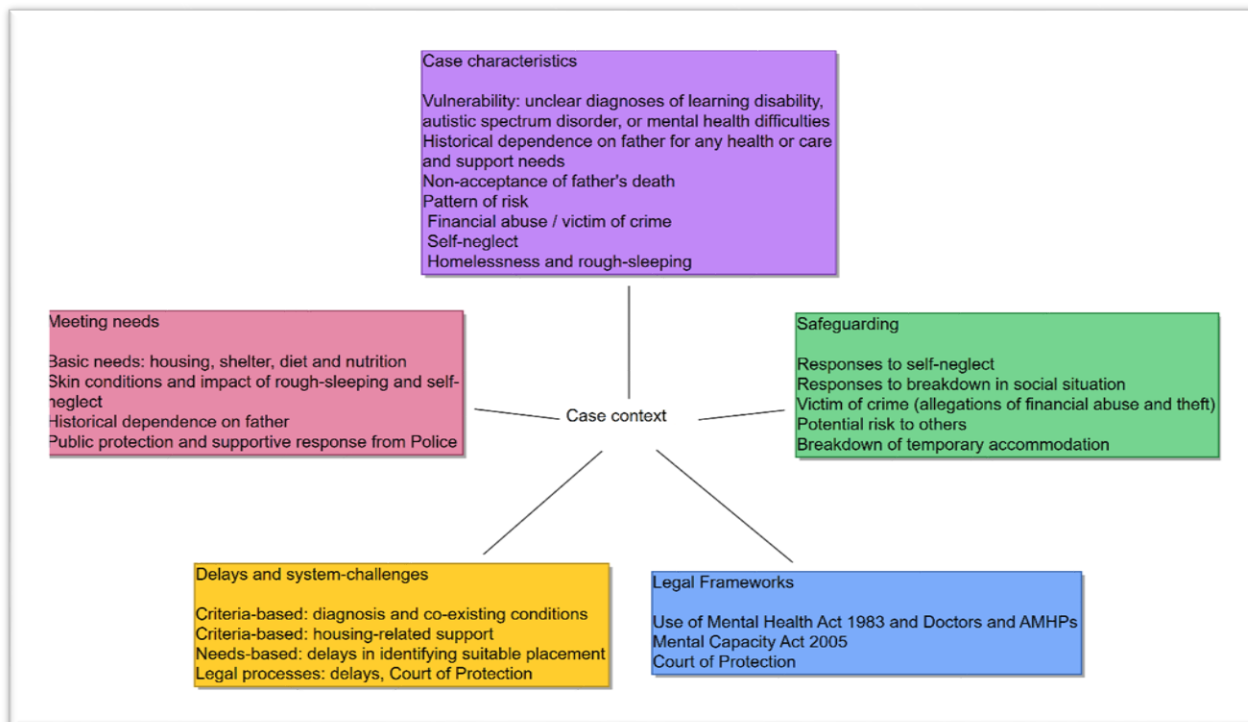 Case characteristics
Vulnerability: unclear diagnoses of learning disability,
autistic spectrum disorder, or mental health difficulties
Historical dependence on father for any health or care
and support needs
Non-acceptance of father's death
Pattern of risk
Financial abuse / victim of crime
Self-neglect
Homelessness and rough-sleeping
Meeting needs
Basic needs: housing, shelter, diet and nutrition
Skin conditions and impact of rough-sleeping and self-
neglect
Historical dependence on father
Public protection and supportive response from Police
Case context
Safeguarding
Responses to self-neglect
Responses to breakdown in social situation
Victim of crime (allegations of financial abuse and theft)
Potential risk to others
Breakdown of temporary accommodation
Delays and system-challenges
Criteria-based: diagnosis and co-existing conditions
Criteria-based: housing-related support
Needs-based: delays in identifying suitable placement
Legal processes: delays, Court of Protection
Legal Frameworks
Use of Mental Health Act 1983 and Doctors and AMHPs
Mental Capacity Act 2005
Court of Protection